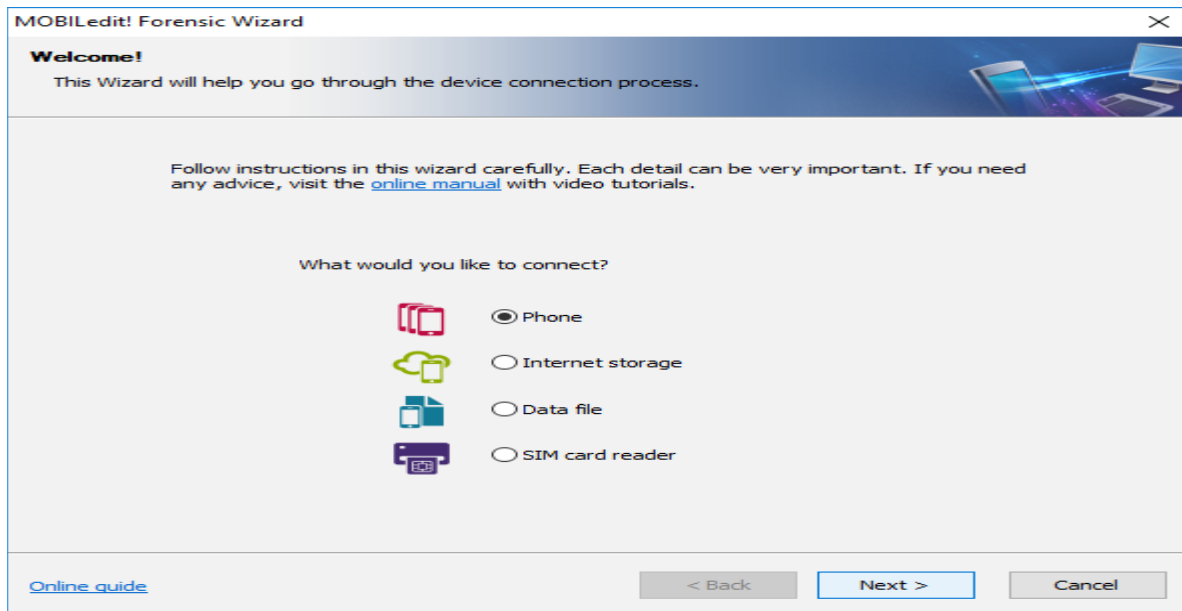 MOBILedit! Forensic Wizard
Welcome!
This Wizard will help you go through the device connection process.
Follow instructions in this wizard carefully. Each detail can be very important. If you need
any advice, visit the online manual with video tutorials.
What would you like to connect?
Phone
Internet storage
Data file
SIM card reader
Online guide
< Back
Next >
Cancel